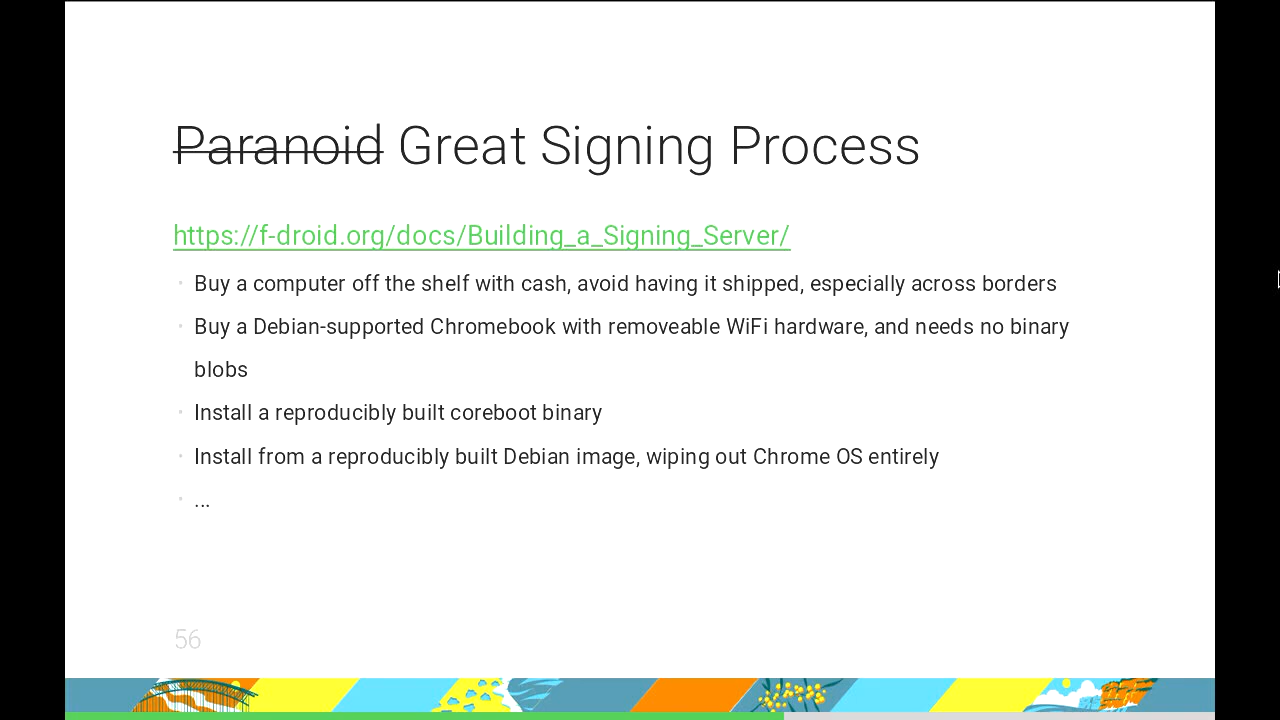 Paranoid Great Signing Process
https://f-droid.org/docs/Building_a_Signing_Server/
Buy a computer off the shelf with cash, avoid having it shipped, especially across borders
Buy a Debian-supported Chromebook with removeable WiFi hardware, and needs no binary
blobs
Install a reproducibly built coreboot binary
Install from a reproducibly built Debian image, wiping out Chrome OS entirely
...
56